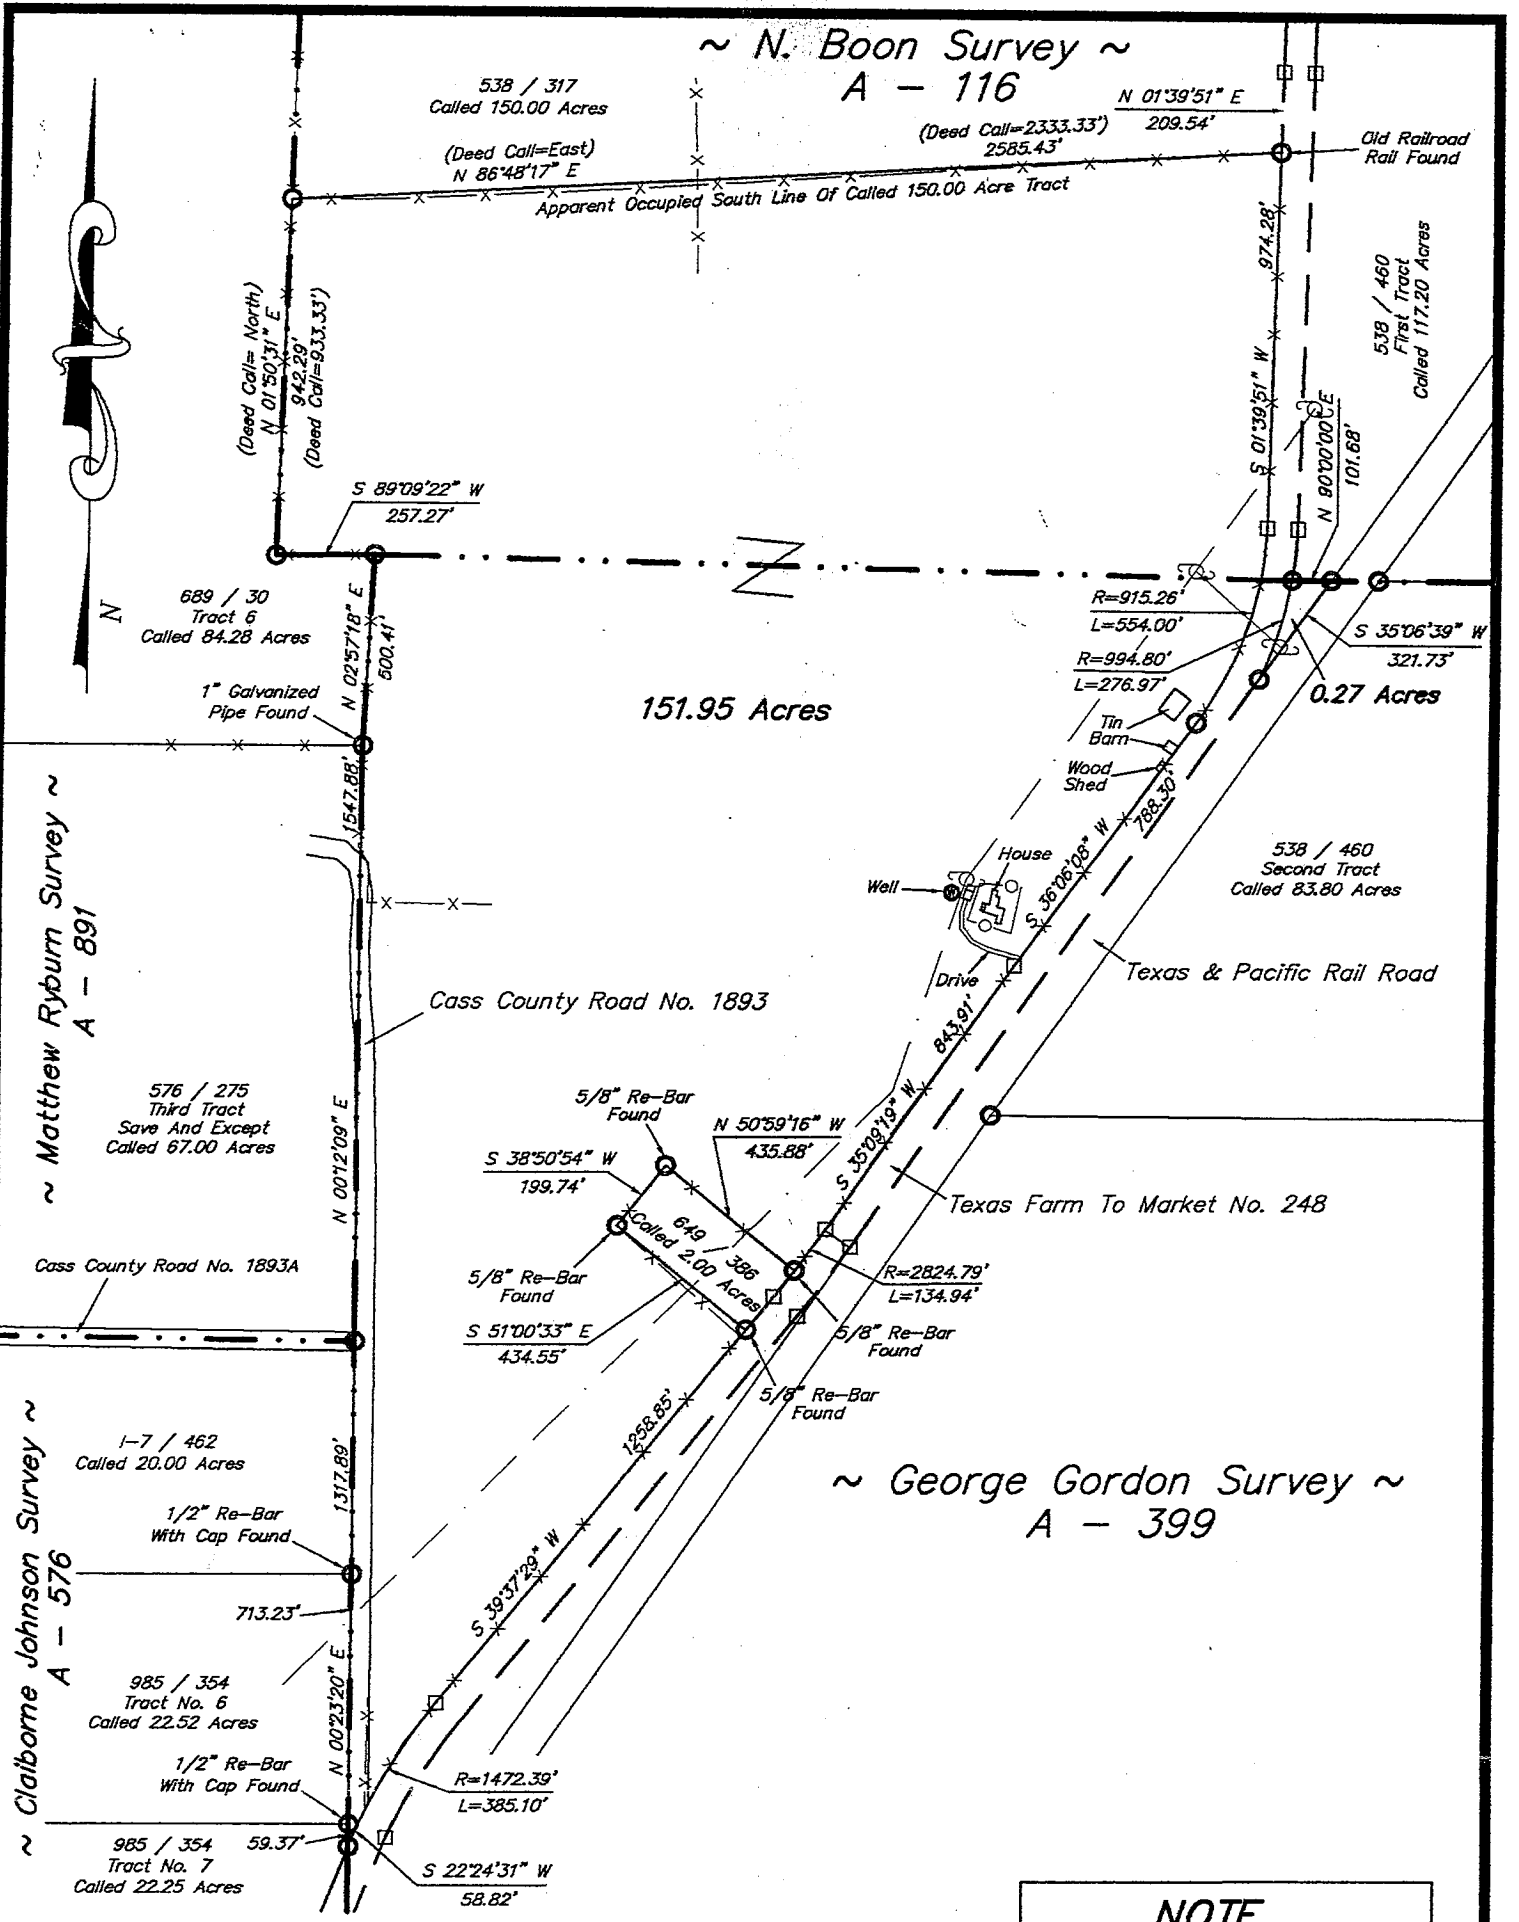 ~ N. Boon Survey ~
A - 116
538 / 317
Called 150.00 Acres
N 01°39'51" E
209.54'
(Deed Call=2333.33')
2585.43'
Old Railroad
Rail Found
(Deed Call=East)
N 86°48'17" E
Apparent Occupied South Line Of Called 150.00 Acre Tract
974.28'
S 01°39'51" W
538 / 460
First Tract
Called 117.20 Acres
(Deed Call= North)
N 01°50'31" E
942.29'
(Deed Call=933.33')
N 90°00'00" E
101.68'
S 89°09'22" W
257.27'
N
689 / 30
Tract 6
Called 84.28 Acres
N 02°57'18" E
500.41'
R=915.26'
L=554.00'
S 35°06'39" W
321.73'
R=994.80'
L=276.97'
0.27 Acres
1" Galvanized
Pipe Found
151.95 Acres
Tin
Barn
Wood
Shed
1547.88'
788.30'
S 36°06'08" W
House
Well
Drive
538 / 460
Second Tract
Called 83.80 Acres
~ Matthew Ryburn Survey ~
A - 891
Texas & Pacific Rail Road
Cass County Road No. 1893
843.91'
S 35°09'19" W
576 / 275
Third Tract
Save And Except
Called 67.00 Acres
N 00°12'09" E
5/8" Re-Bar
Found
N 50°59'16" W
435.88'
S 38°50'54" W
199.74'
649 / 386
Called 2.00 Acres
Texas Farm To Market No. 248
Cass County Road No. 1893A
5/8" Re-Bar
Found
R=2824.79'
L=134.94'
S 51°00'33" E
434.55'
5/8" Re-Bar
Found
5/8" Re-Bar
Found
1258.85'
~ Claiborne Johnson Survey ~
A - 576
I-7 / 462
Called 20.00 Acres
1317.89'
~ George Gordon Survey ~
A - 399
1/2" Re-Bar
With Cap Found
S 39°37'29" W
713.23'
N 00°23'20" E
985 / 354
Tract No. 6
Called 22.52 Acres
1/2" Re-Bar
With Cap Found
R=1472.39'
L=385.10'
985 / 354
Tract No. 7
Called 22.25 Acres
59.37'
S 22°24'31" W
58.82'
NOTE